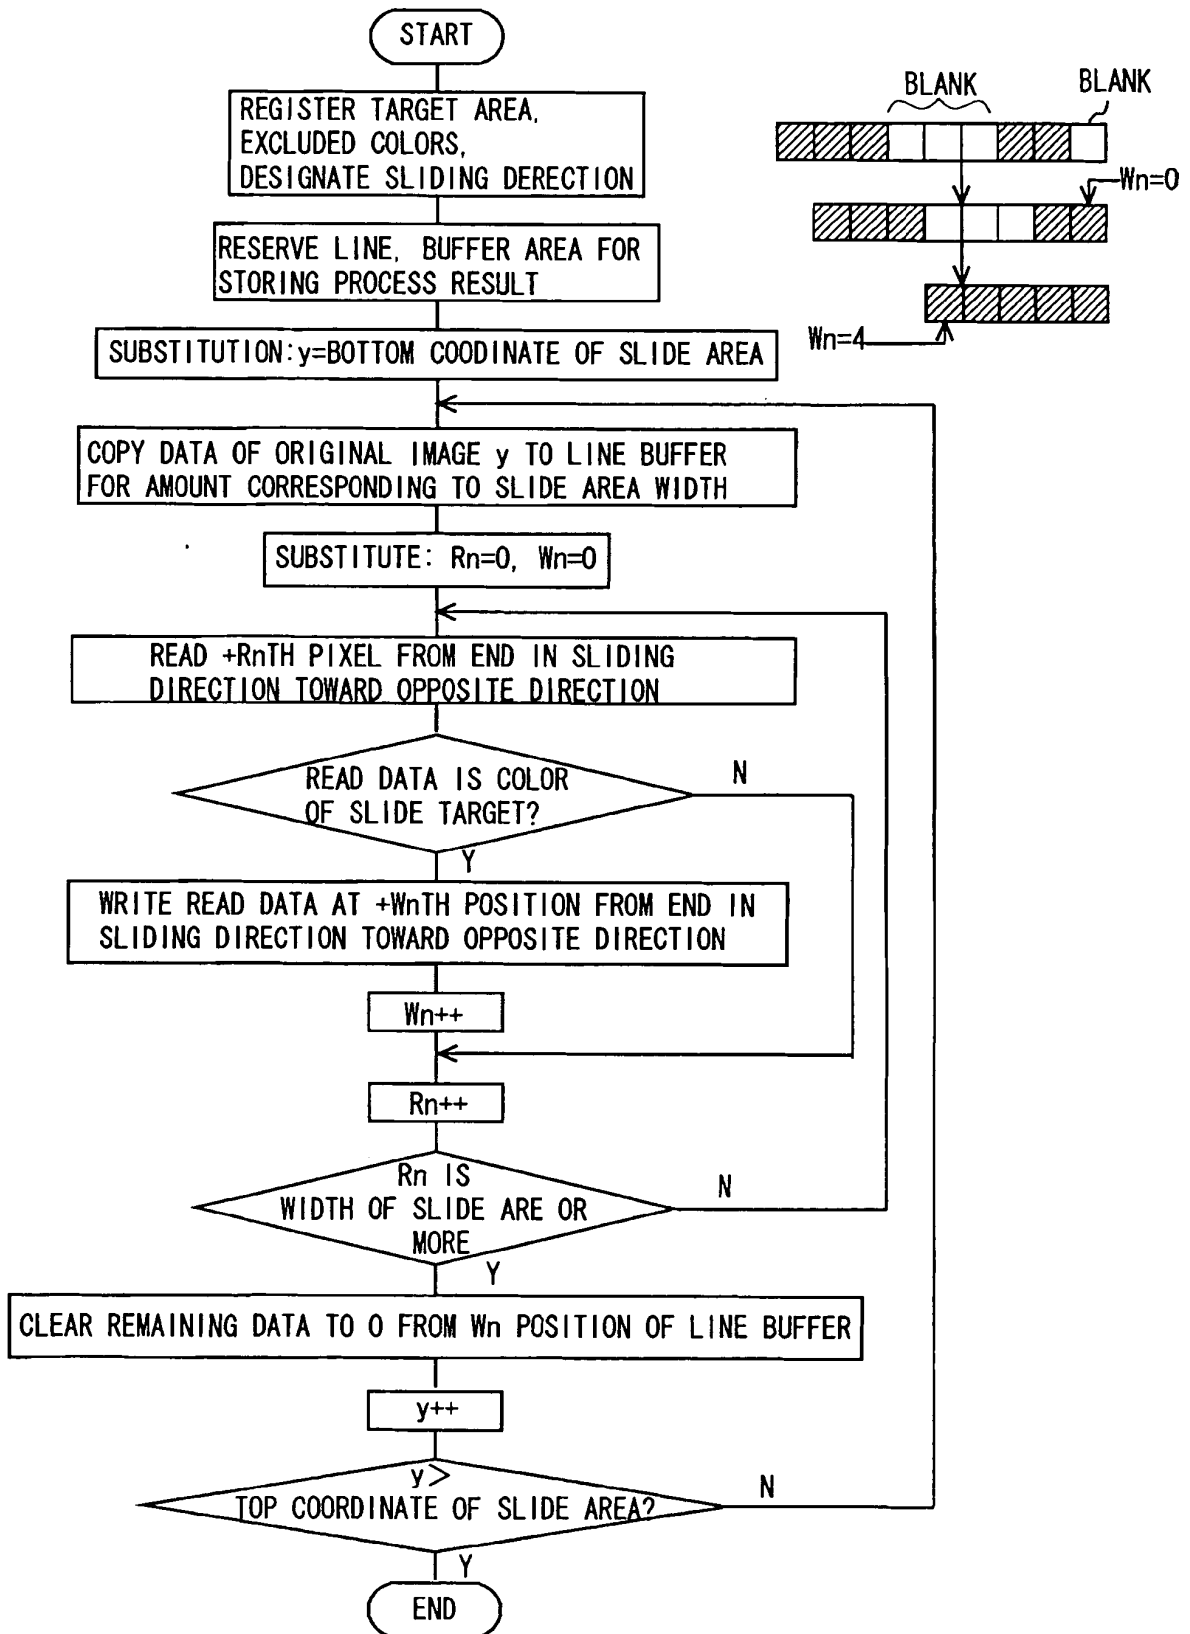 START
REGISTER TARGET AREA,
EXCLUDED COLORS,
DESIGNATE SLIDING DERECTION
BLANK
BLANK
Wn=0
Wn=4
RESERVE LINE, BUFFER AREA FOR
STORING PROCESS RESULT
SUBSTITUTION:y=BOTTOM COODINATE OF SLIDE AREA
COPY DATA OF ORIGINAL IMAGE y TO LINE BUFFER
FOR AMOUNT CORRESPONDING TO SLIDE AREA WIDTH
SUBSTITUTE: Rn=0, Wn=0
READ +RnTH PIXEL FROM END IN SLIDING
DIRECTION TOWARD OPPOSITE DIRECTION
READ DATA IS COLOR
OF SLIDE TARGET?
N
Y
WRITE READ DATA AT +WnTH POSITION FROM END IN
SLIDING DIRECTION TOWARD OPPOSITE DIRECTION
Wn++
Rn++
Rn IS
WIDTH OF SLIDE ARE OR
MORE
N
Y
CLEAR REMAINING DATA TO 0 FROM Wn POSITION OF LINE BUFFER
y++
y>
TOP COORDINATE OF SLIDE AREA?
N
Y
END